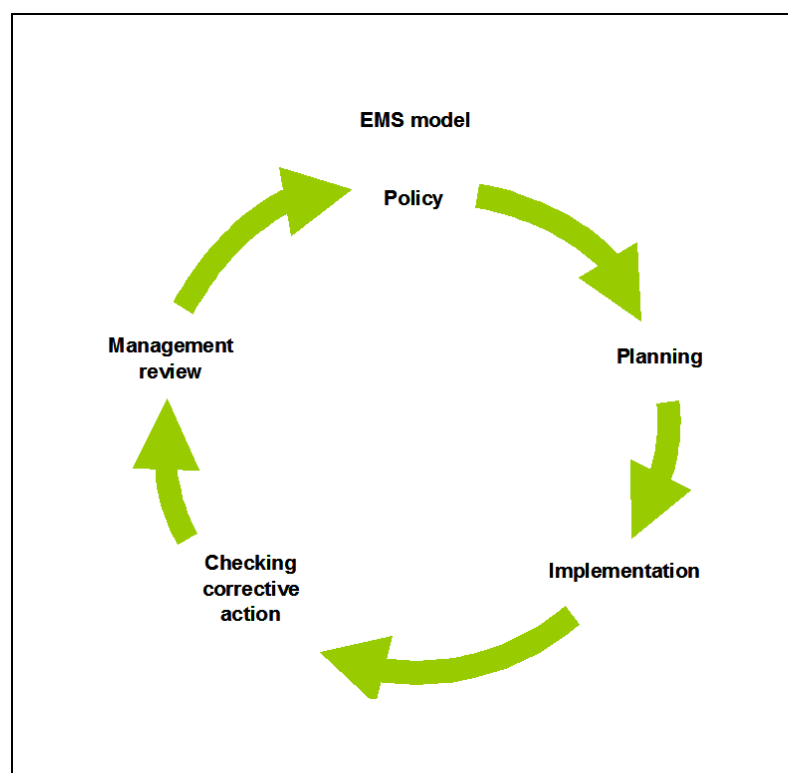 EMS model
Policy
Planning
Implementation
Checking
corrective
action
Management
review